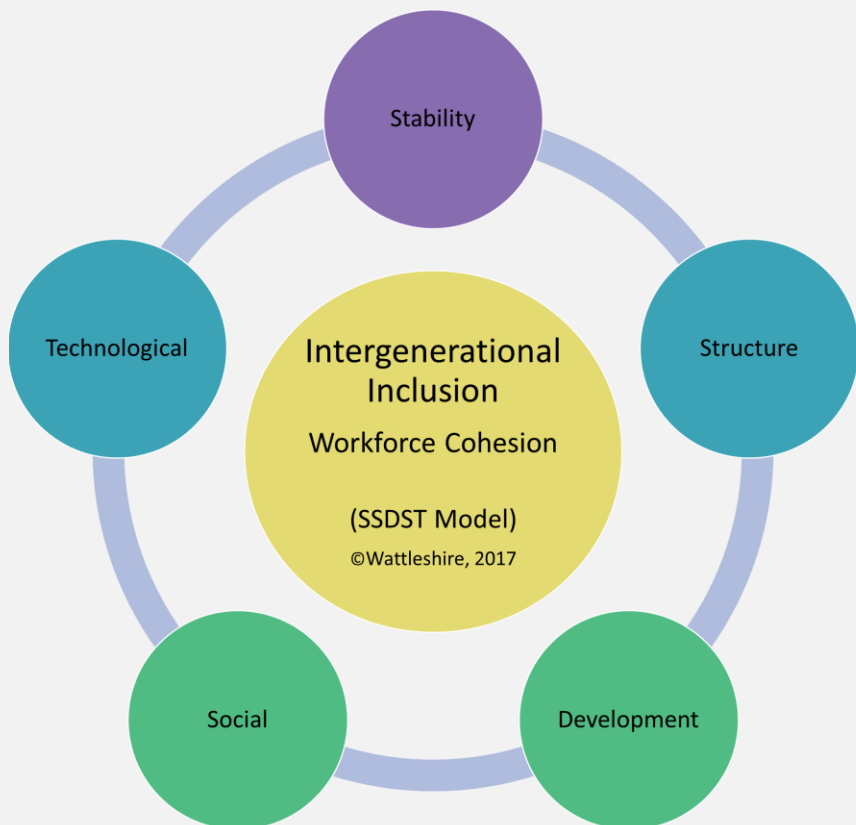 Stability
Technological
Structure
Intergenerational
Inclusion
Workforce Cohesion
(SSDST Model)
©Wattleshire, 2017
Social
Development